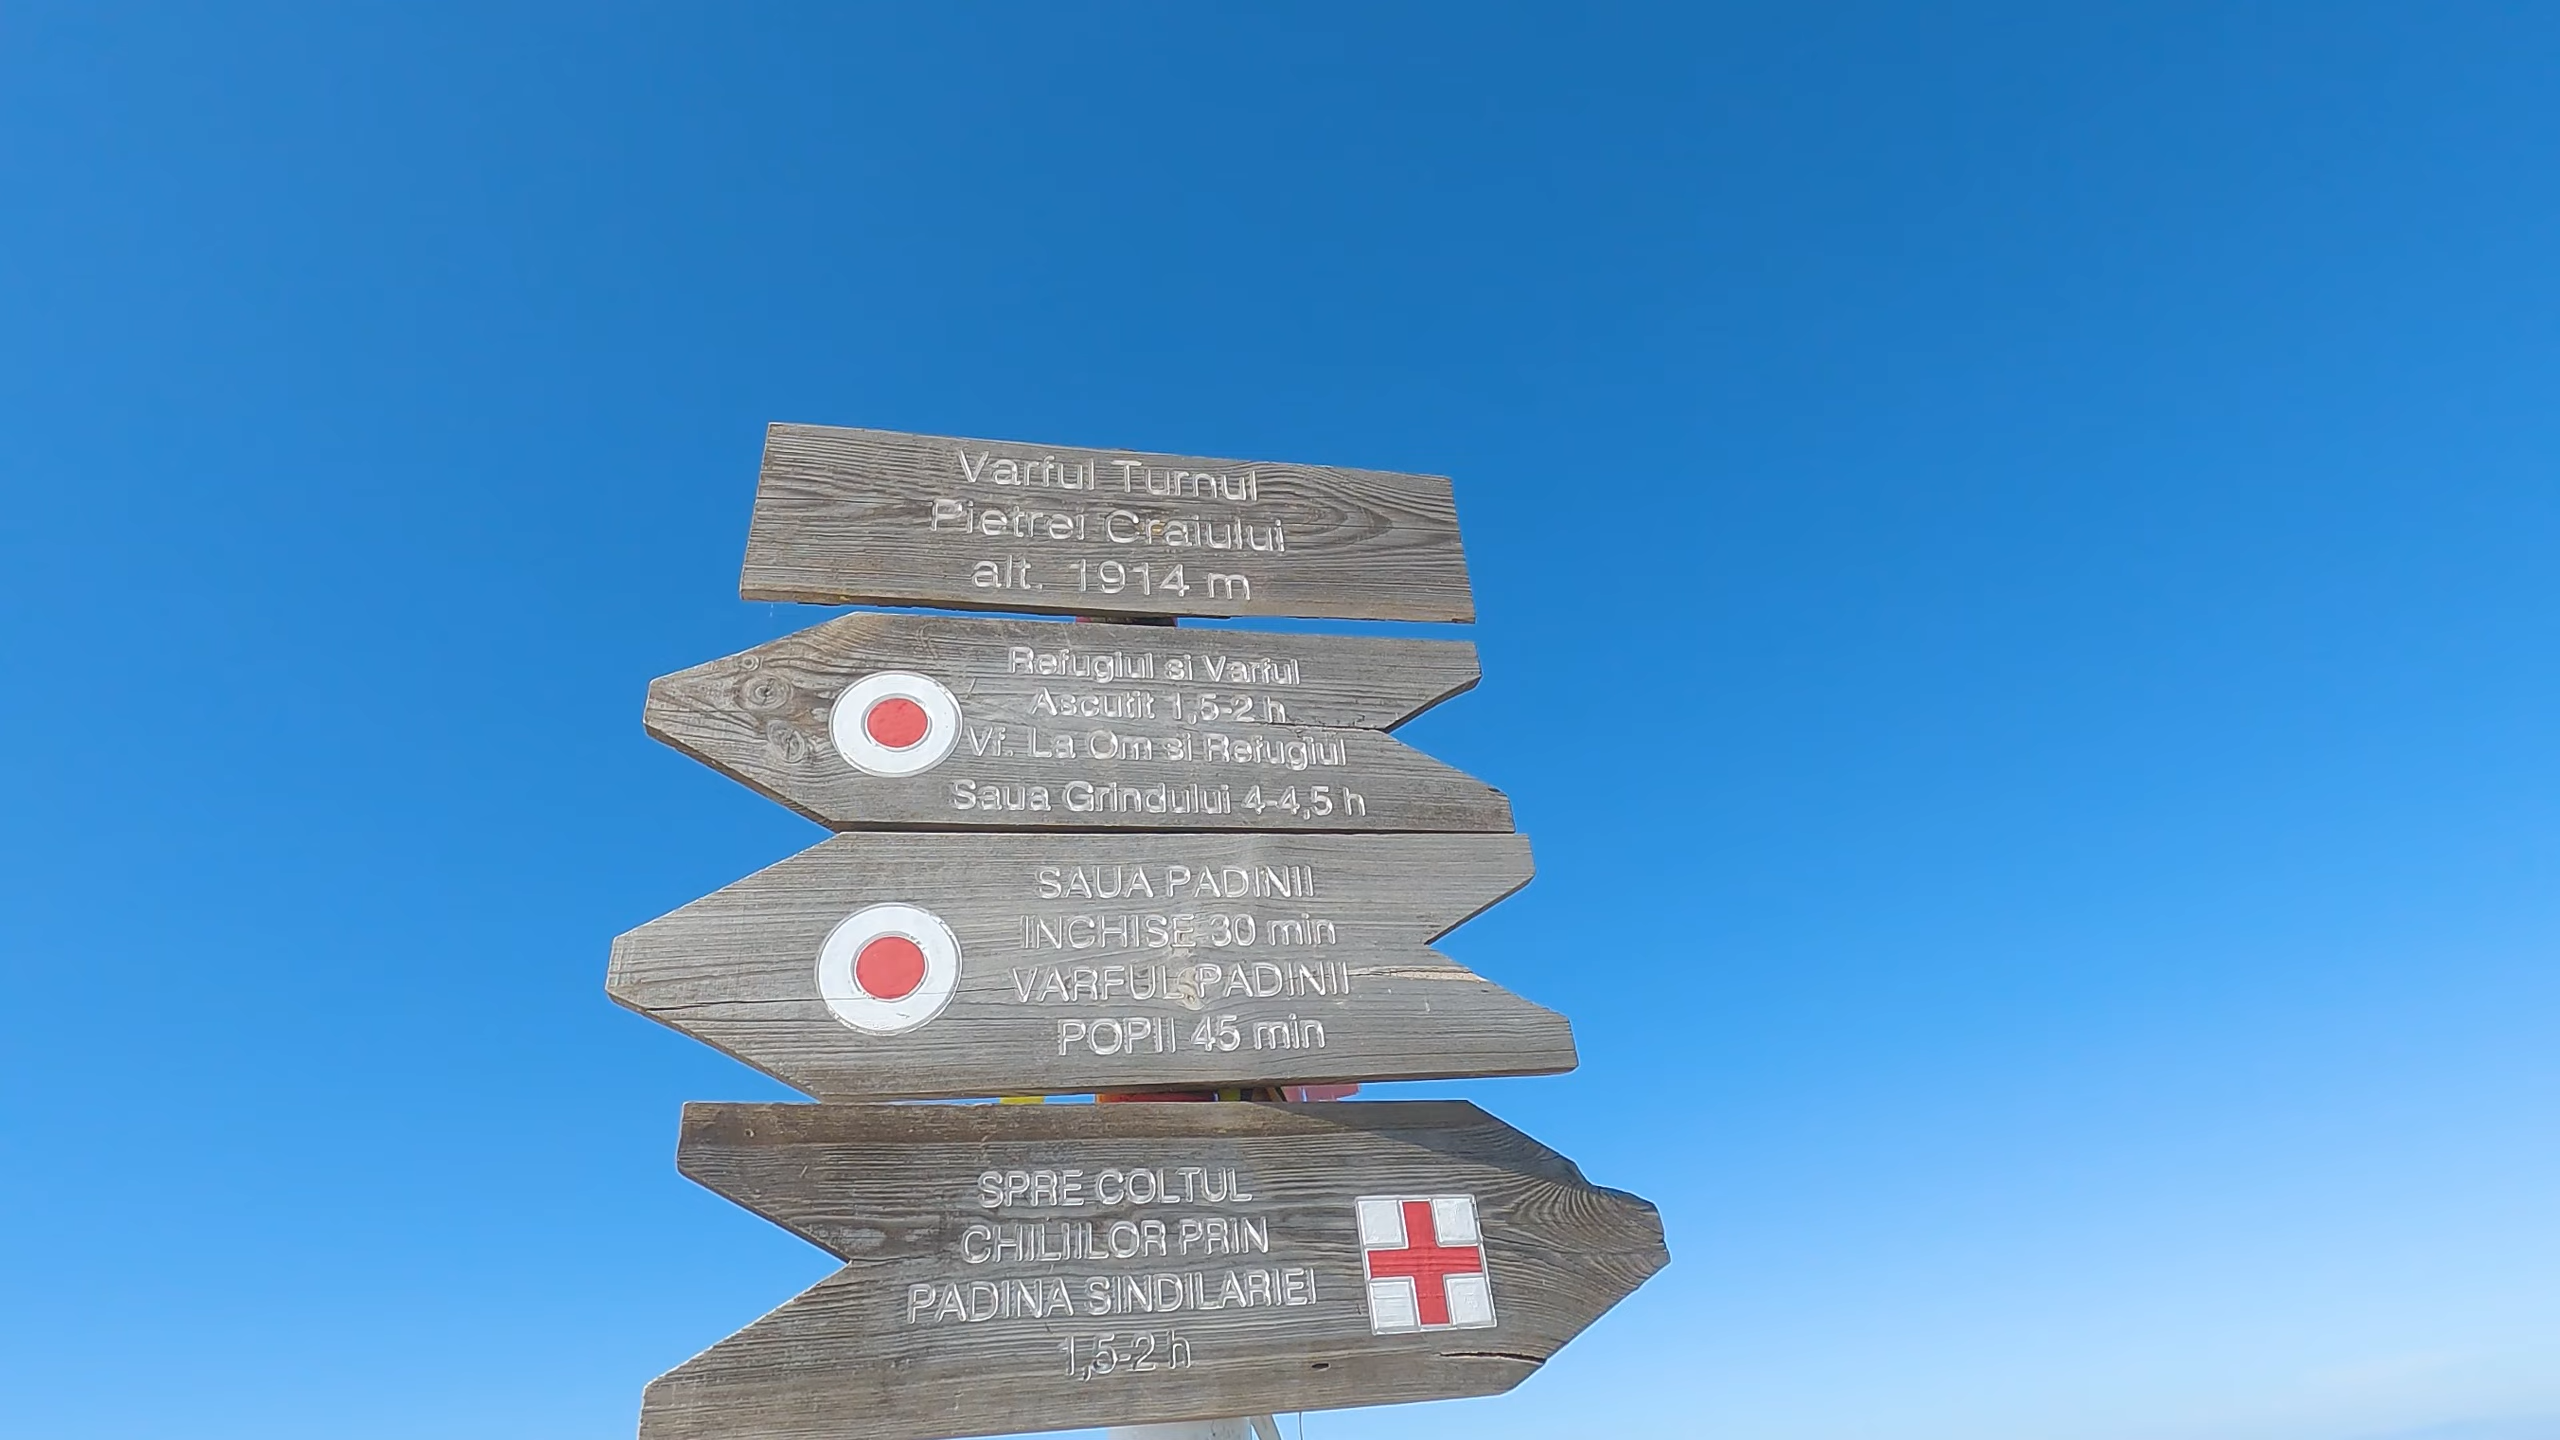 Varful Turnul
Pietrei Craiului
alt. 1914 m
Refugiul si Varful
Ascutit 1,5-2 h
Vf. La Om si Refugiul
Saua Grindului 4-4,5 h
SAUA PADINII
INCHISE 30 min
VARFUL PADINII
POPII 45 min
SPRE COLTUL
CHILIILOR PRIN
PADINA SINDILARIEI
1,5-2 h